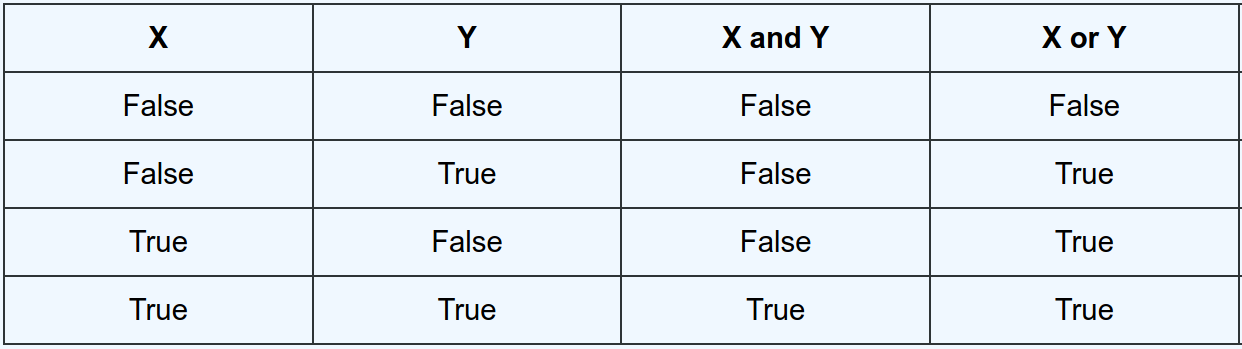 X Y X and Y X or Y
False False False False
False True False True
True False False True
True True True True